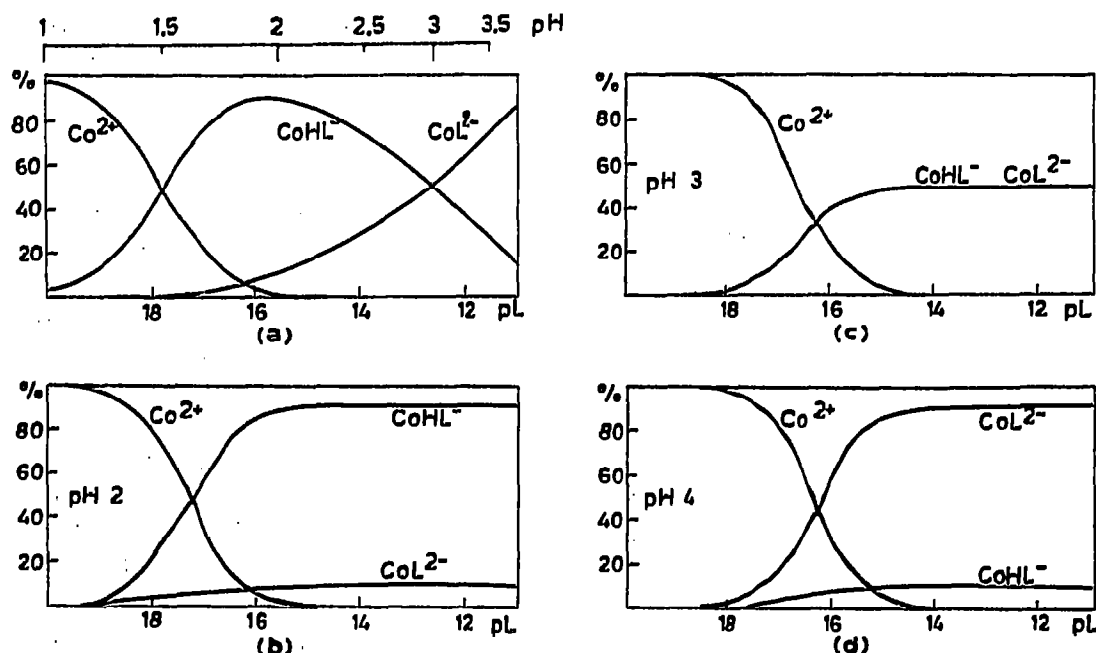 1 1.5 2 2.5 3 3.5 pH
%
80
60
40
20
Co²⁺
CoHL⁻
CoL²⁻
18 16 14 12 pL
(a)
%
80
60
40
20
Co²⁺
CoHL⁻ CoL²⁻
pH 3
18 16 14 12 pL
(c)
%
80
60
40
20
Co²⁺
CoHL⁻
pH 2
CoL²⁻
18 16 14 12 pL
(b)
%
80
60
40
20
Co²⁺
CoL²⁻
pH 4
CoHL⁻
18 16 14 12 pL
(d)